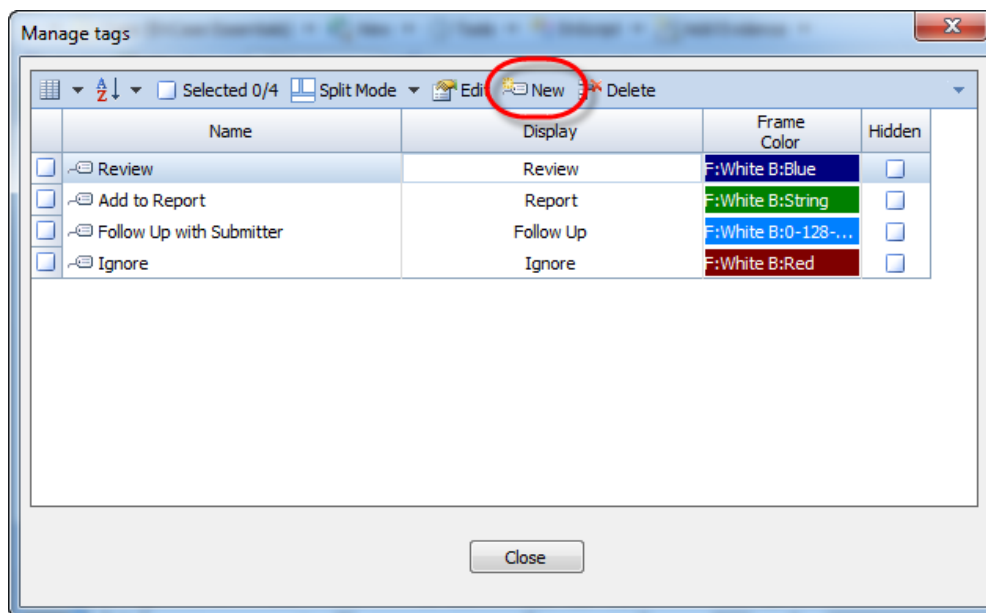 Manage tags
Selected 0/4 Split Mode Edit New Delete
Name Display Frame Color Hidden
Review Review F:White B:Blue
Add to Report Report F:White B:String
Follow Up with Submitter Follow Up F:White B:0-128-...
Ignore Ignore F:White B:Red
Close